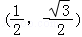 (1/2, -√3/2)